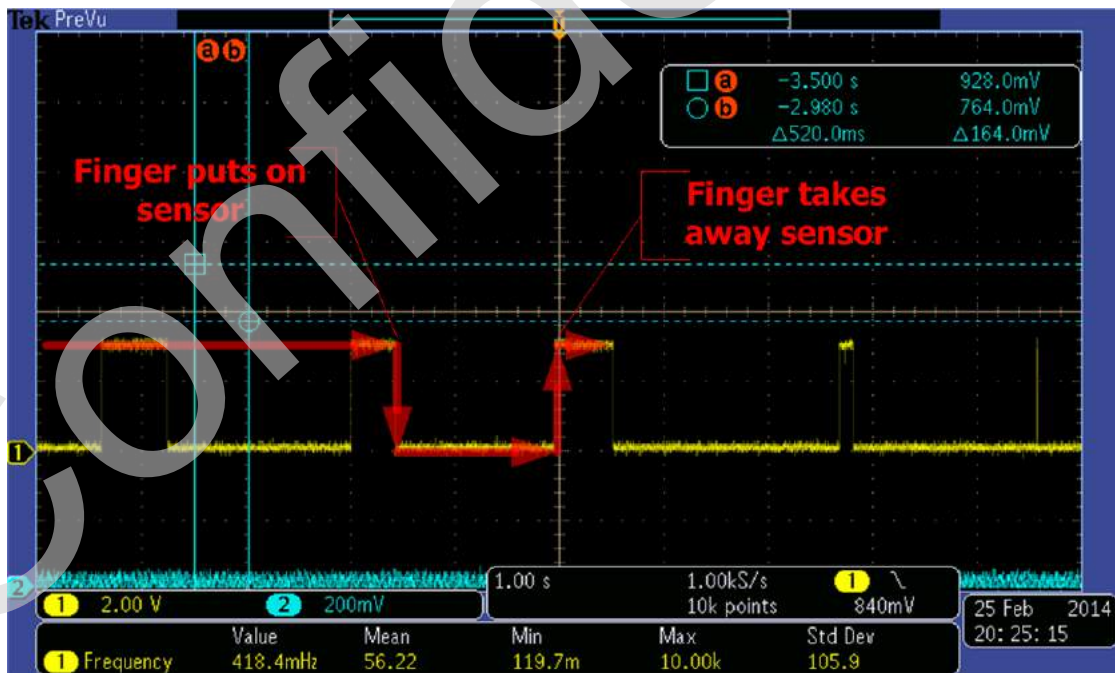 Tek PreVu
a b
a -3.500 s 928.0mV
b -2.980 s 764.0mV
Δ520.0ms Δ164.0mV
Finger puts on
sensor
Finger takes
away sensor
1
2
1.00 s 1.00kS/s 1
10k points 840mV
1 2.00 V 2 200mV
25 Feb 2014
20:25:15
Value Mean Min Max Std Dev
1 Frequency 418.4mHz 56.22 119.7m 10.00k 105.9